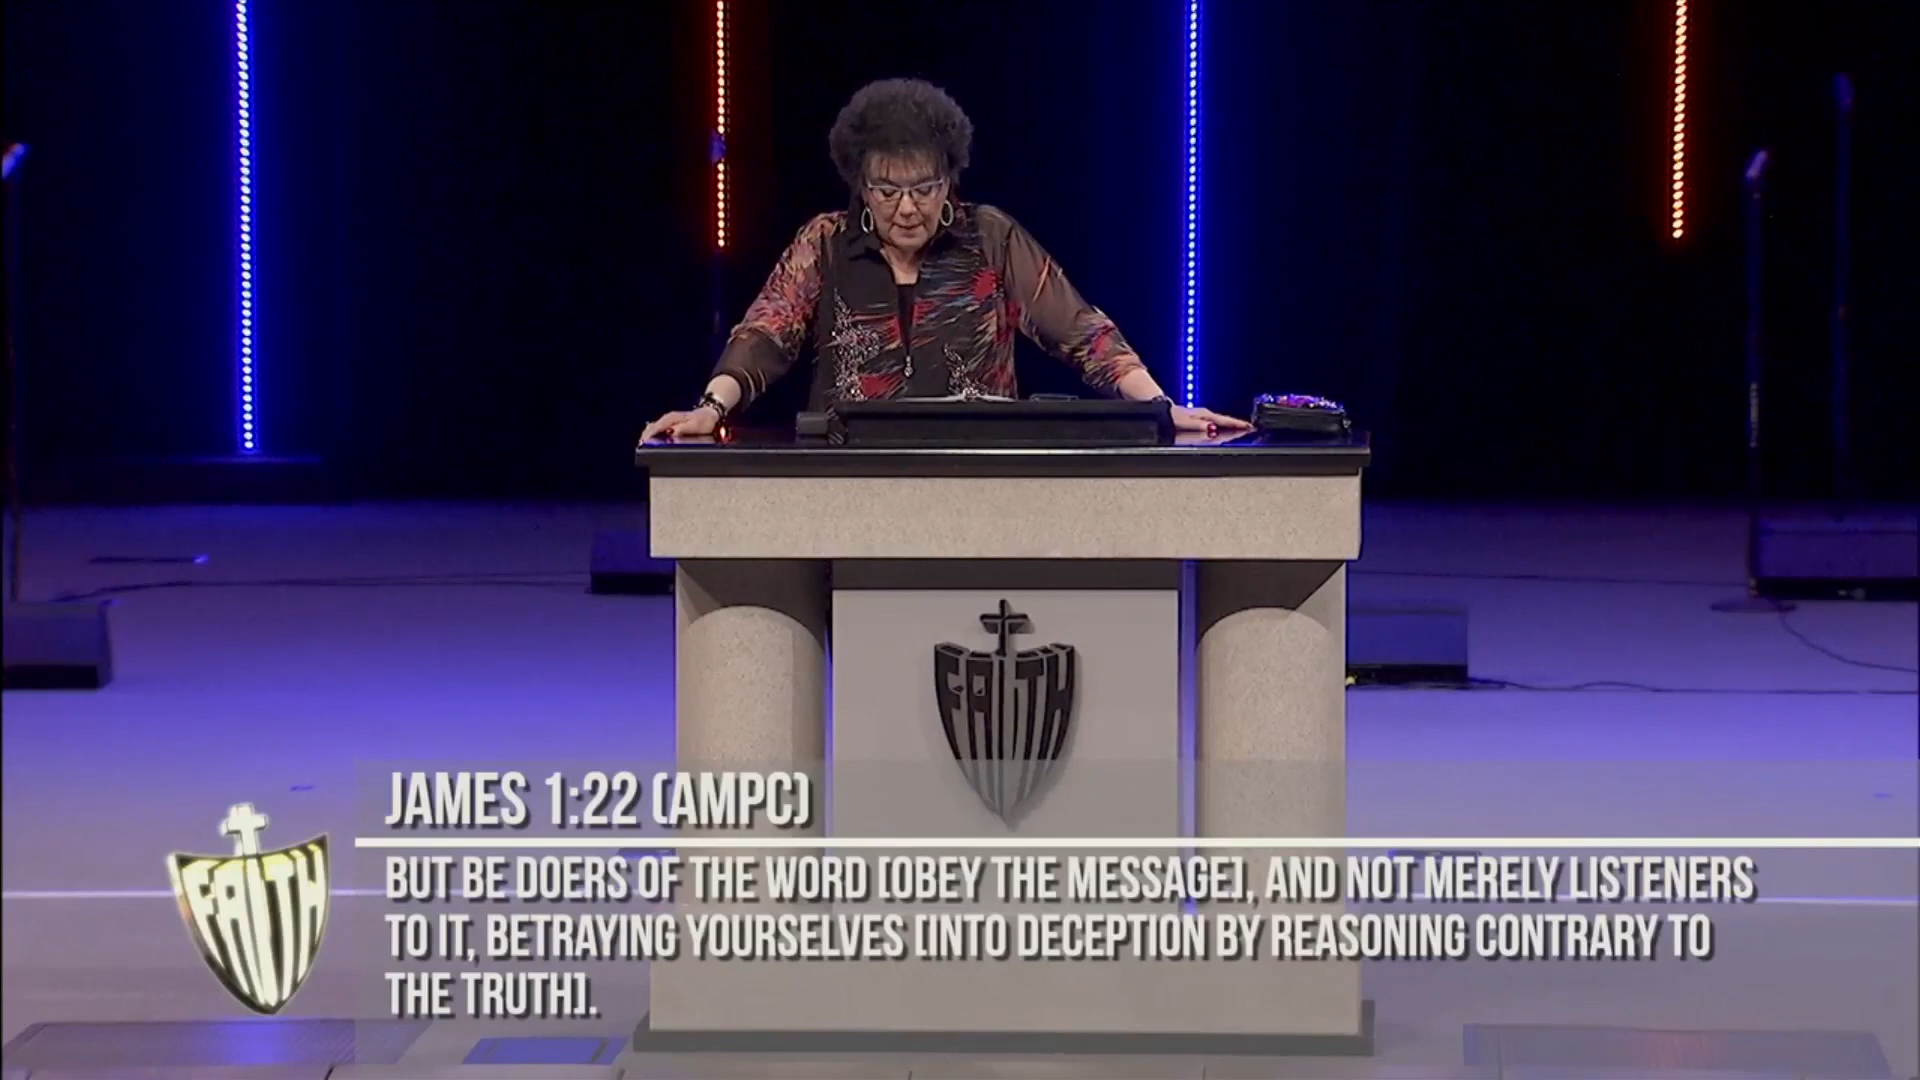 FAITH
JAMES 1:22 (AMPC)
FAITH
BUT BE DOERS OF THE WORD [OBEY THE MESSAGE], AND NOT MERELY LISTENERS
TO IT, BETRAYING YOURSELVES [INTO DECEPTION BY REASONING CONTRARY TO
THE TRUTH].